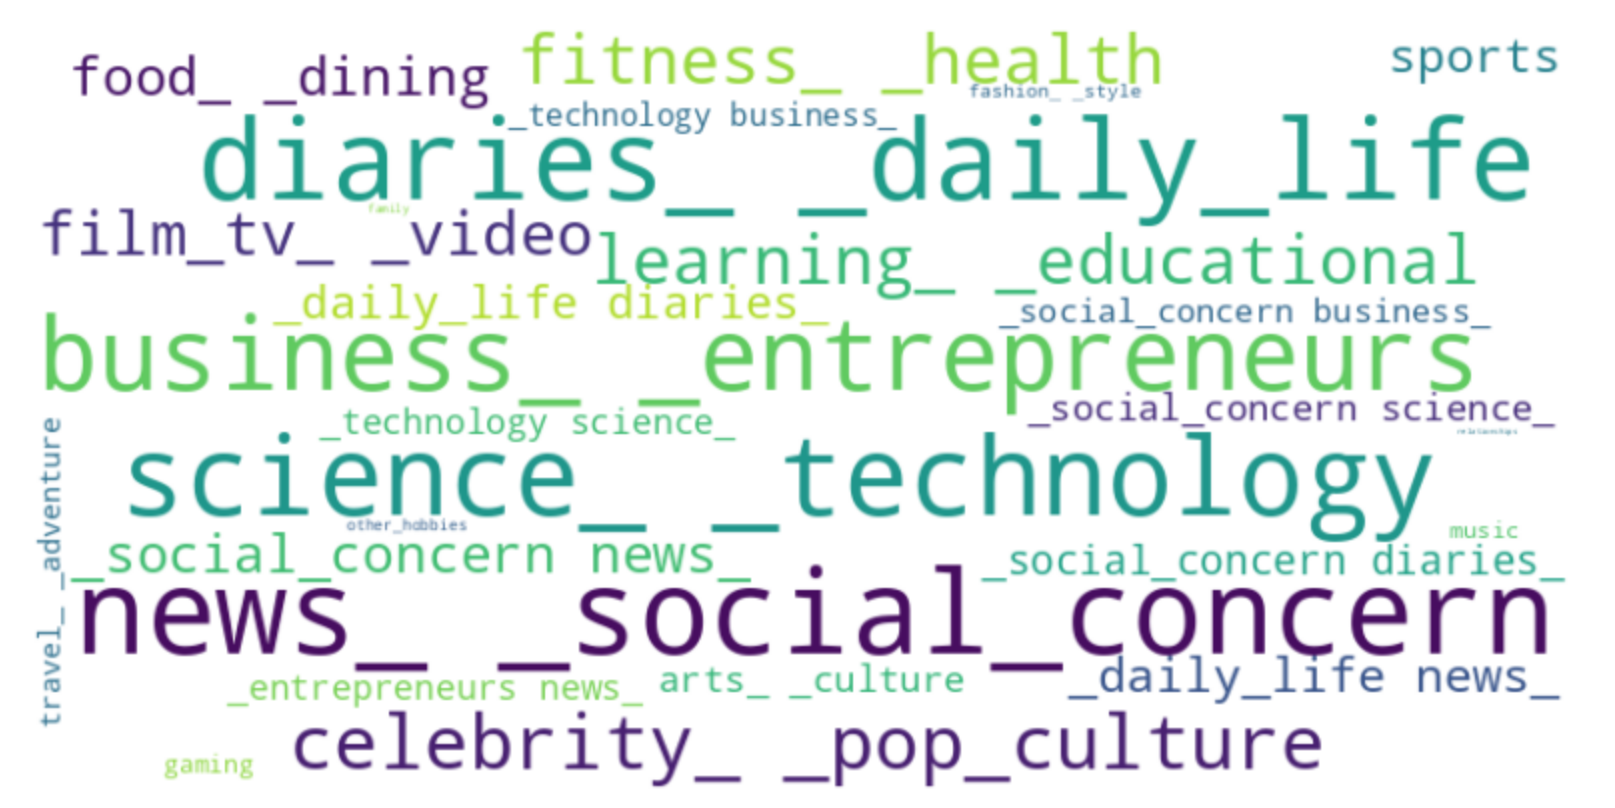 food_ _dining
fitness_ _health
sports
fashion_ _style
_technology business_
diaries_ _daily_life
family
film_tv_ _video
learning_ _educational
_daily_life diaries_
_social_concern business_
business_ _entrepreneurs
_social_concern science_
_technology science_
relationships
science_ _technology
travel_ _adventure
other_hobbies
music
_social_concern news_
_social_concern diaries_
news_ _social_concern
_daily_life news_
arts_ _culture
_entrepreneurs news_
celebrity_ _pop_culture
gaming